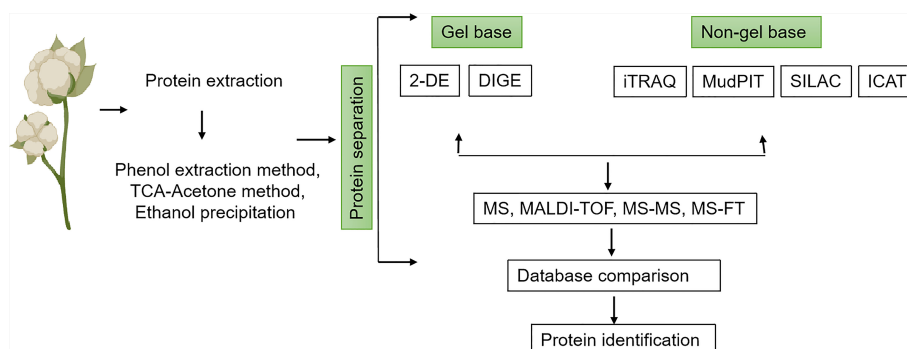 Protein extraction
Phenol extraction method,
TCA-Acetone method,
Ethanol precipitation
Protein separation
Gel base
Non-gel base
2-DE
DIGE
iTRAQ
MudPIT
SILAC
ICAT
MS, MALDI-TOF, MS-MS, MS-FT
Database comparison
Protein identification